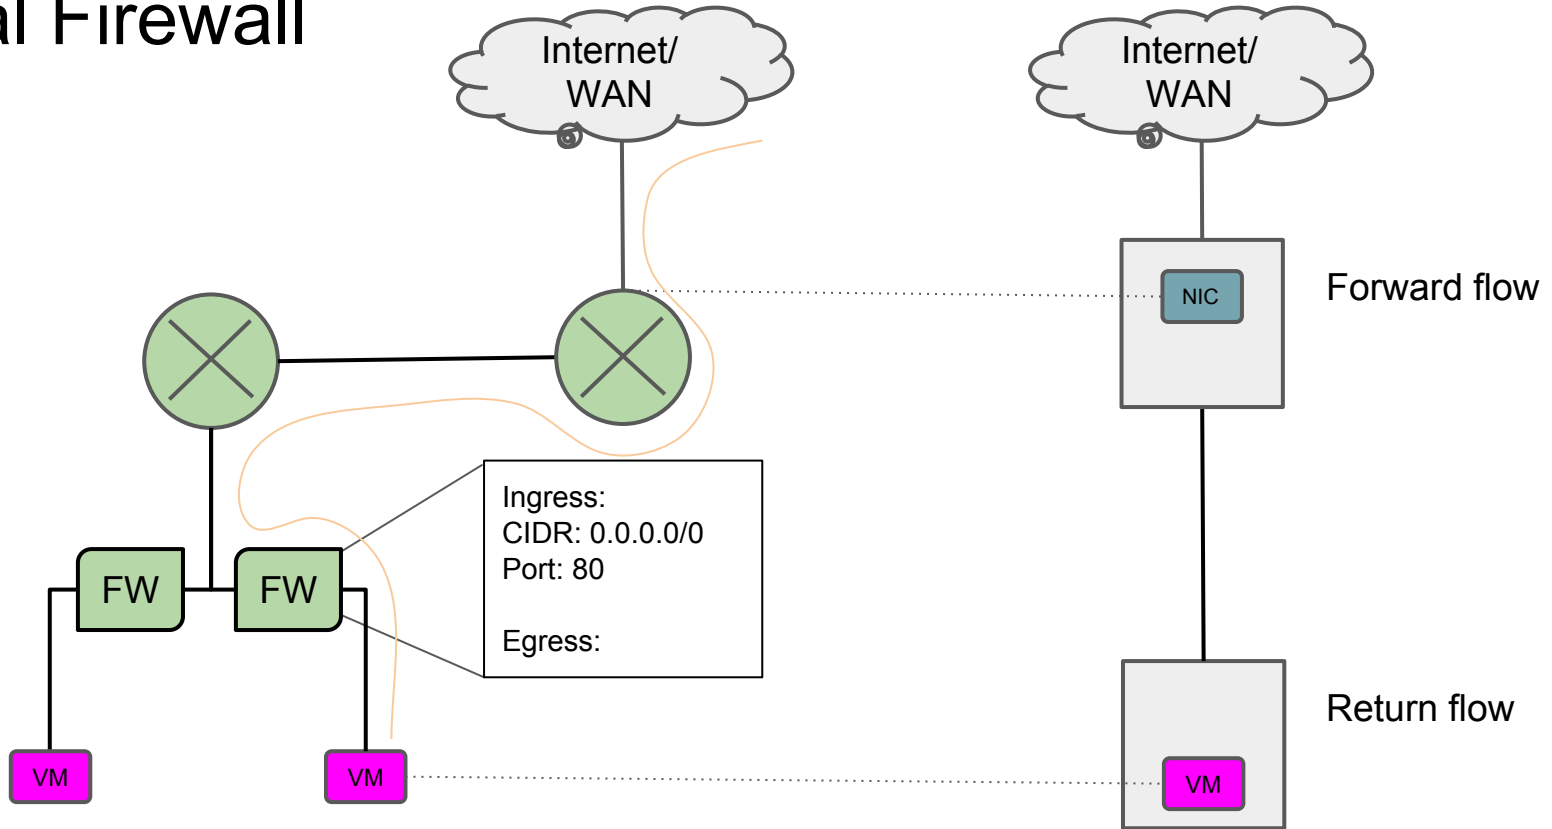 al Firewall
Internet/
WAN
Internet/
WAN
NIC
Forward flow
Ingress:
CIDR: 0.0.0.0/0
Port: 80
Egress:
FW
FW
Return flow
VM
VM
VM